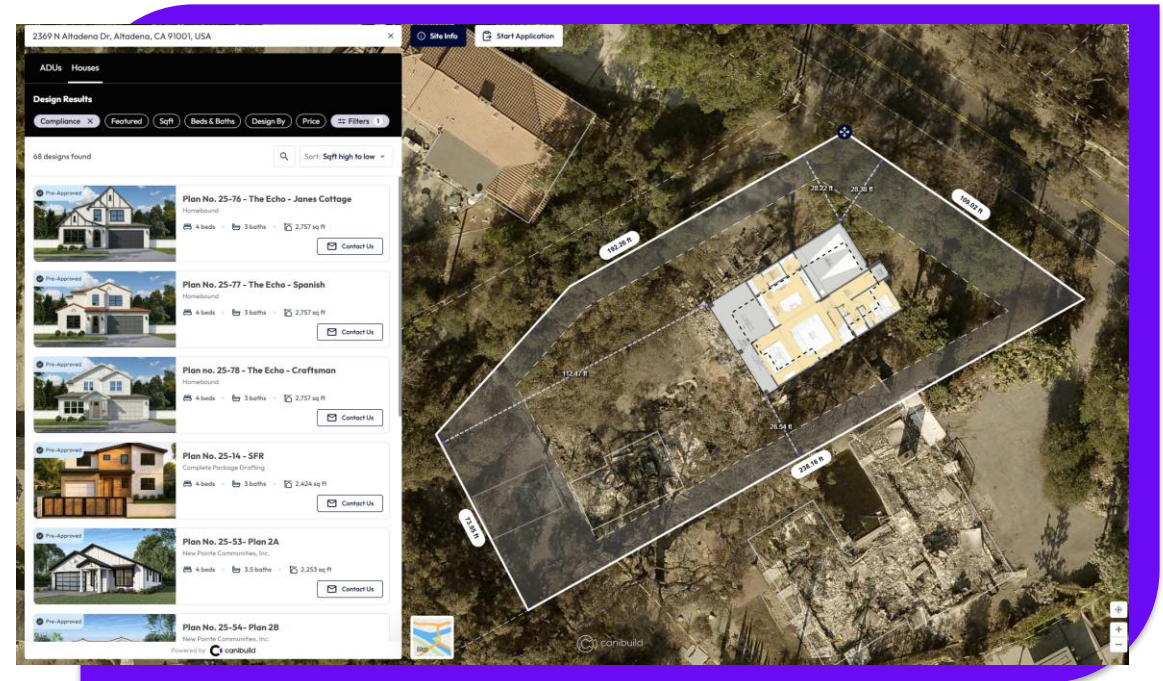 2369 N Altadena Dr, Altadena, CA 91001, USA
Site Info
Start Application
ADUs Houses
Design Results
Compliance Featured Sqft Beds & Baths Design By Price Filters 1
68 designs found
Sort: Sqft high to low
Pre-Approved
Plan No. 25-76 - The Echo - Janes Cottage
Homebound
4 beds 3 baths 2,757 sq ft
Contact Us
Pre-Approved
Plan No. 25-77 - The Echo - Spanish
Homebound
4 beds 3 baths 2,757 sq ft
Contact Us
Pre-Approved
Plan no. 25-78 - The Echo - Craftsman
Homebound
4 beds 3 baths 2,757 sq ft
Contact Us
Pre-Approved
Plan No. 25-14 - SFR
Complete Package Drafting
4 beds 3 baths 2,424 sq ft
Contact Us
Pre-Approved
Plan No. 25-53- Plan 2A
New Pointe Communities, Inc.
4 beds 3.5 baths 2,253 sq ft
Contact Us
Pre-Approved
Plan No. 25-54- Plan 2B
New Pointe Communities, Inc.
Powered by canibuild
28.22 ft 28.38 ft
109.02 ft
192.26 ft
112.47 ft
26.54 ft
238.16 ft
73.95 ft
Map
canibuild